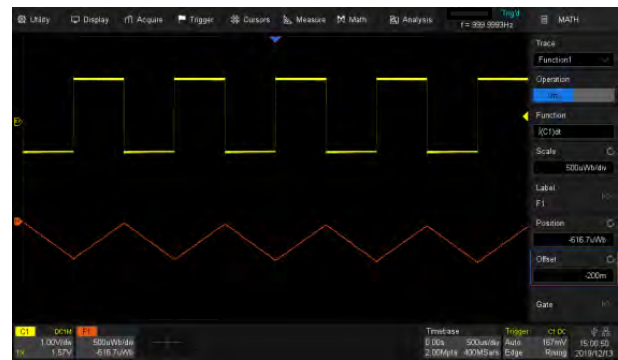 Utility Display Acquire Trigger Cursors Measure Math Analysis
Trig'd
f = 999.9993Hz
MATH
Trace
Function1
Operation
Function
∫(C1)dt
Scale
500uWb/div
Label
F1
Position
-616.7uWb
Offset
-200m
Gate
C1 DC1M
1.00V/div
1X 1.57V
F1
500uWb/div
-616.7uWb
Timebase
0.00s 500us/div
2.00Mpts 400MSa/s
Trigger C1 DC
Auto 167mV
Edge Rising
15:00:50
2019/12/13